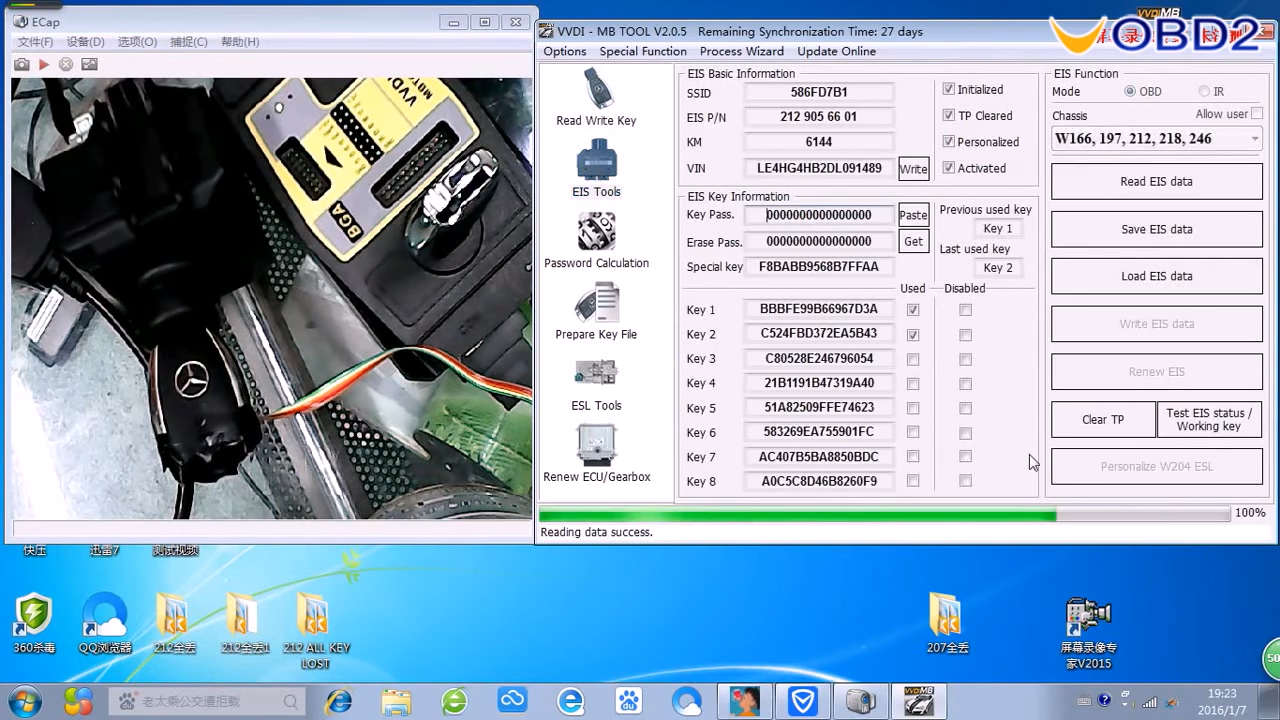 ECap
文件(F) 设备(D) 选项(O) 捕捉(C) 帮助(H)
VVDI
BGA
VVDI - MB TOOL V2.0.5 Remaining Synchronization Time: 27 days
OBD2
Options Special Function Process Wizard Update Online
Read Write Key
EIS Tools
Password Calculation
Prepare Key File
ESL Tools
Renew ECU/Gearbox
EIS Basic Information
SSID 586FD7B1
EIS P/N 212 905 66 01
KM 6144
VIN LE4HG4HB2DL091489 Write
Initialized
TP Cleared
Personalized
Activated
EIS Key Information
Key Pass. 0000000000000000 Paste
Erase Pass. 0000000000000000 Get
Special key F8BABB9568B7FFAA
Previous used key
Key 1
Last used key
Key 2
Used Disabled
Key 1 BBBFE99B66967D3A
Key 2 C524FBD372EA5B43
Key 3 C80528E246796054
Key 4 21B1191B47319A40
Key 5 51A82509FFE74623
Key 6 583269EA755901FC
Key 7 AC407B5BA8850BDC
Key 8 A0C5C8D46B8260F9
EIS Function
Mode OBD IR
Chassis Allow user
W166, 197, 212, 218, 246
Read EIS data
Save EIS data
Load EIS data
Write EIS data
Renew EIS
Clear TP
Test EIS status /
Working key
Personalize W204 ESL
100%
Reading data success.
快压 迅雷7 测试视频
360杀毒
QQ浏览器
212全丢
212全丢1
212 ALL KEY
LOST
207全丢
屏幕录像专
家V2015
50
老太乘公交遭拒载
19:23
2016/1/7